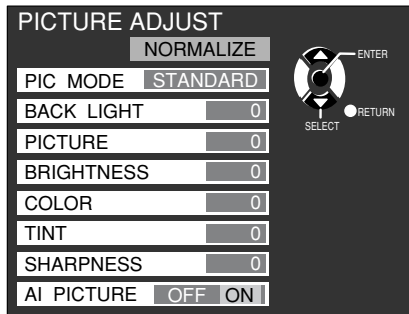 PICTURE ADJUST
NORMALIZE
PIC MODE STANDARD
BACK LIGHT 0
PICTURE 0
BRIGHTNESS 0
COLOR 0
TINT 0
SHARPNESS 0
AI PICTURE OFF ON
ENTER
RETURN
SELECT